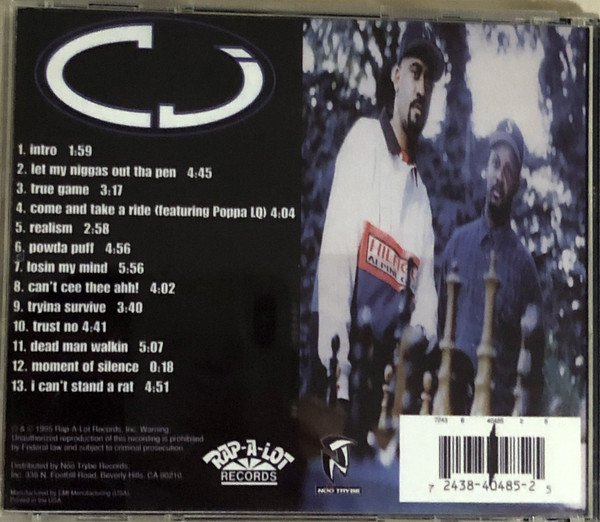 CJ
1. intro 1:59
2. let my niggas out tha pen 4:45
3. true game 3:17
4. come and take a ride (featuring Poppa LQ) 4:04
5. realism 2:58
6. powda puff 4:56
7. losin my mind 5:56
8. can't cee thee ahh! 4:02
9. tryina survive 3:40
10. trust no 4:41
11. dead man walkin 5:07
12. moment of silence 0:18
13. i can't stand a rat 4:51
℗ & © 1995 Rap-A-Lot Records, Inc. Warning:
Unauthorized reproduction of this recording is prohibited
by Federal law and subject to criminal prosecution.
Distributed by Noo Trybe Records,
Inc. 338 N. Foothill Road, Beverly Hills, CA 90210
Manufactured by EMI Manufacturing (USA)
Printed in the USA
RAP-A-LOT
RECORDS
NOO TRYBE
7243 8 40485 2 5
7 2438-40485-2 5